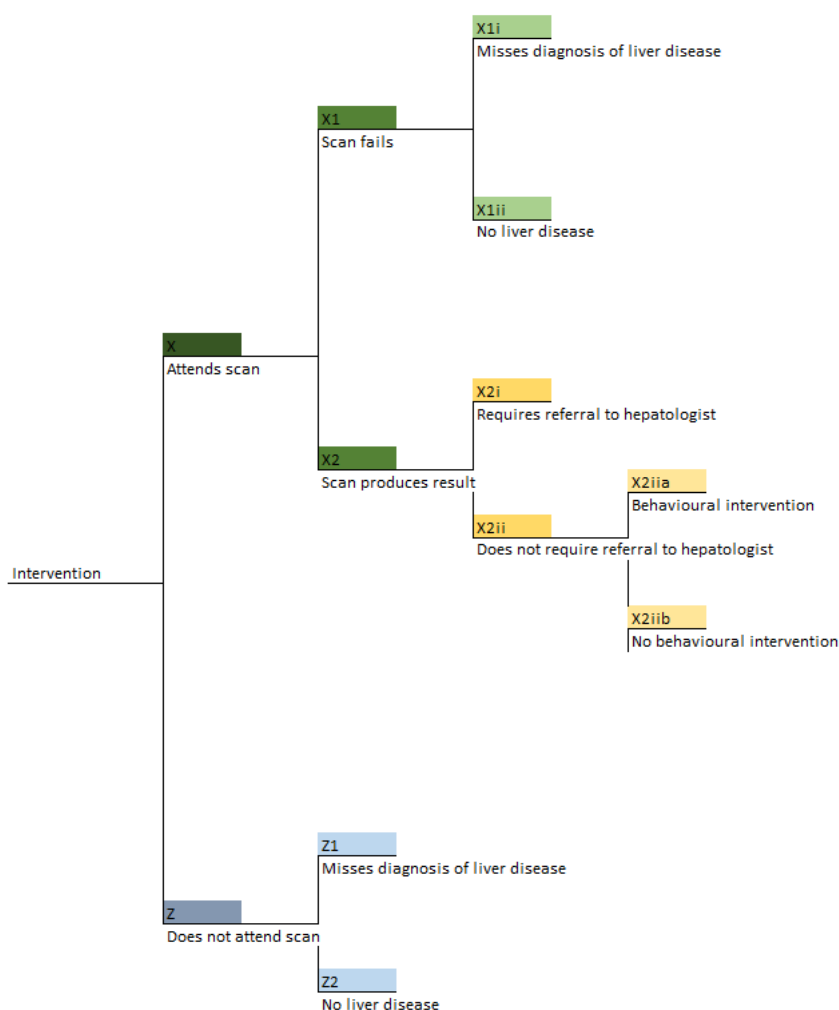 X1i
Misses diagnosis of liver disease
X1
Scan fails
X1ii
No liver disease
X
Attends scan
X2i
Requires referral to hepatologist
X2
Scan produces result
X2iia
Behavioural intervention
X2ii
Does not require referral to hepatologist
Intervention
X2iib
No behavioural intervention
Z1
Misses diagnosis of liver disease
Z
Does not attend scan
Z2
No liver disease